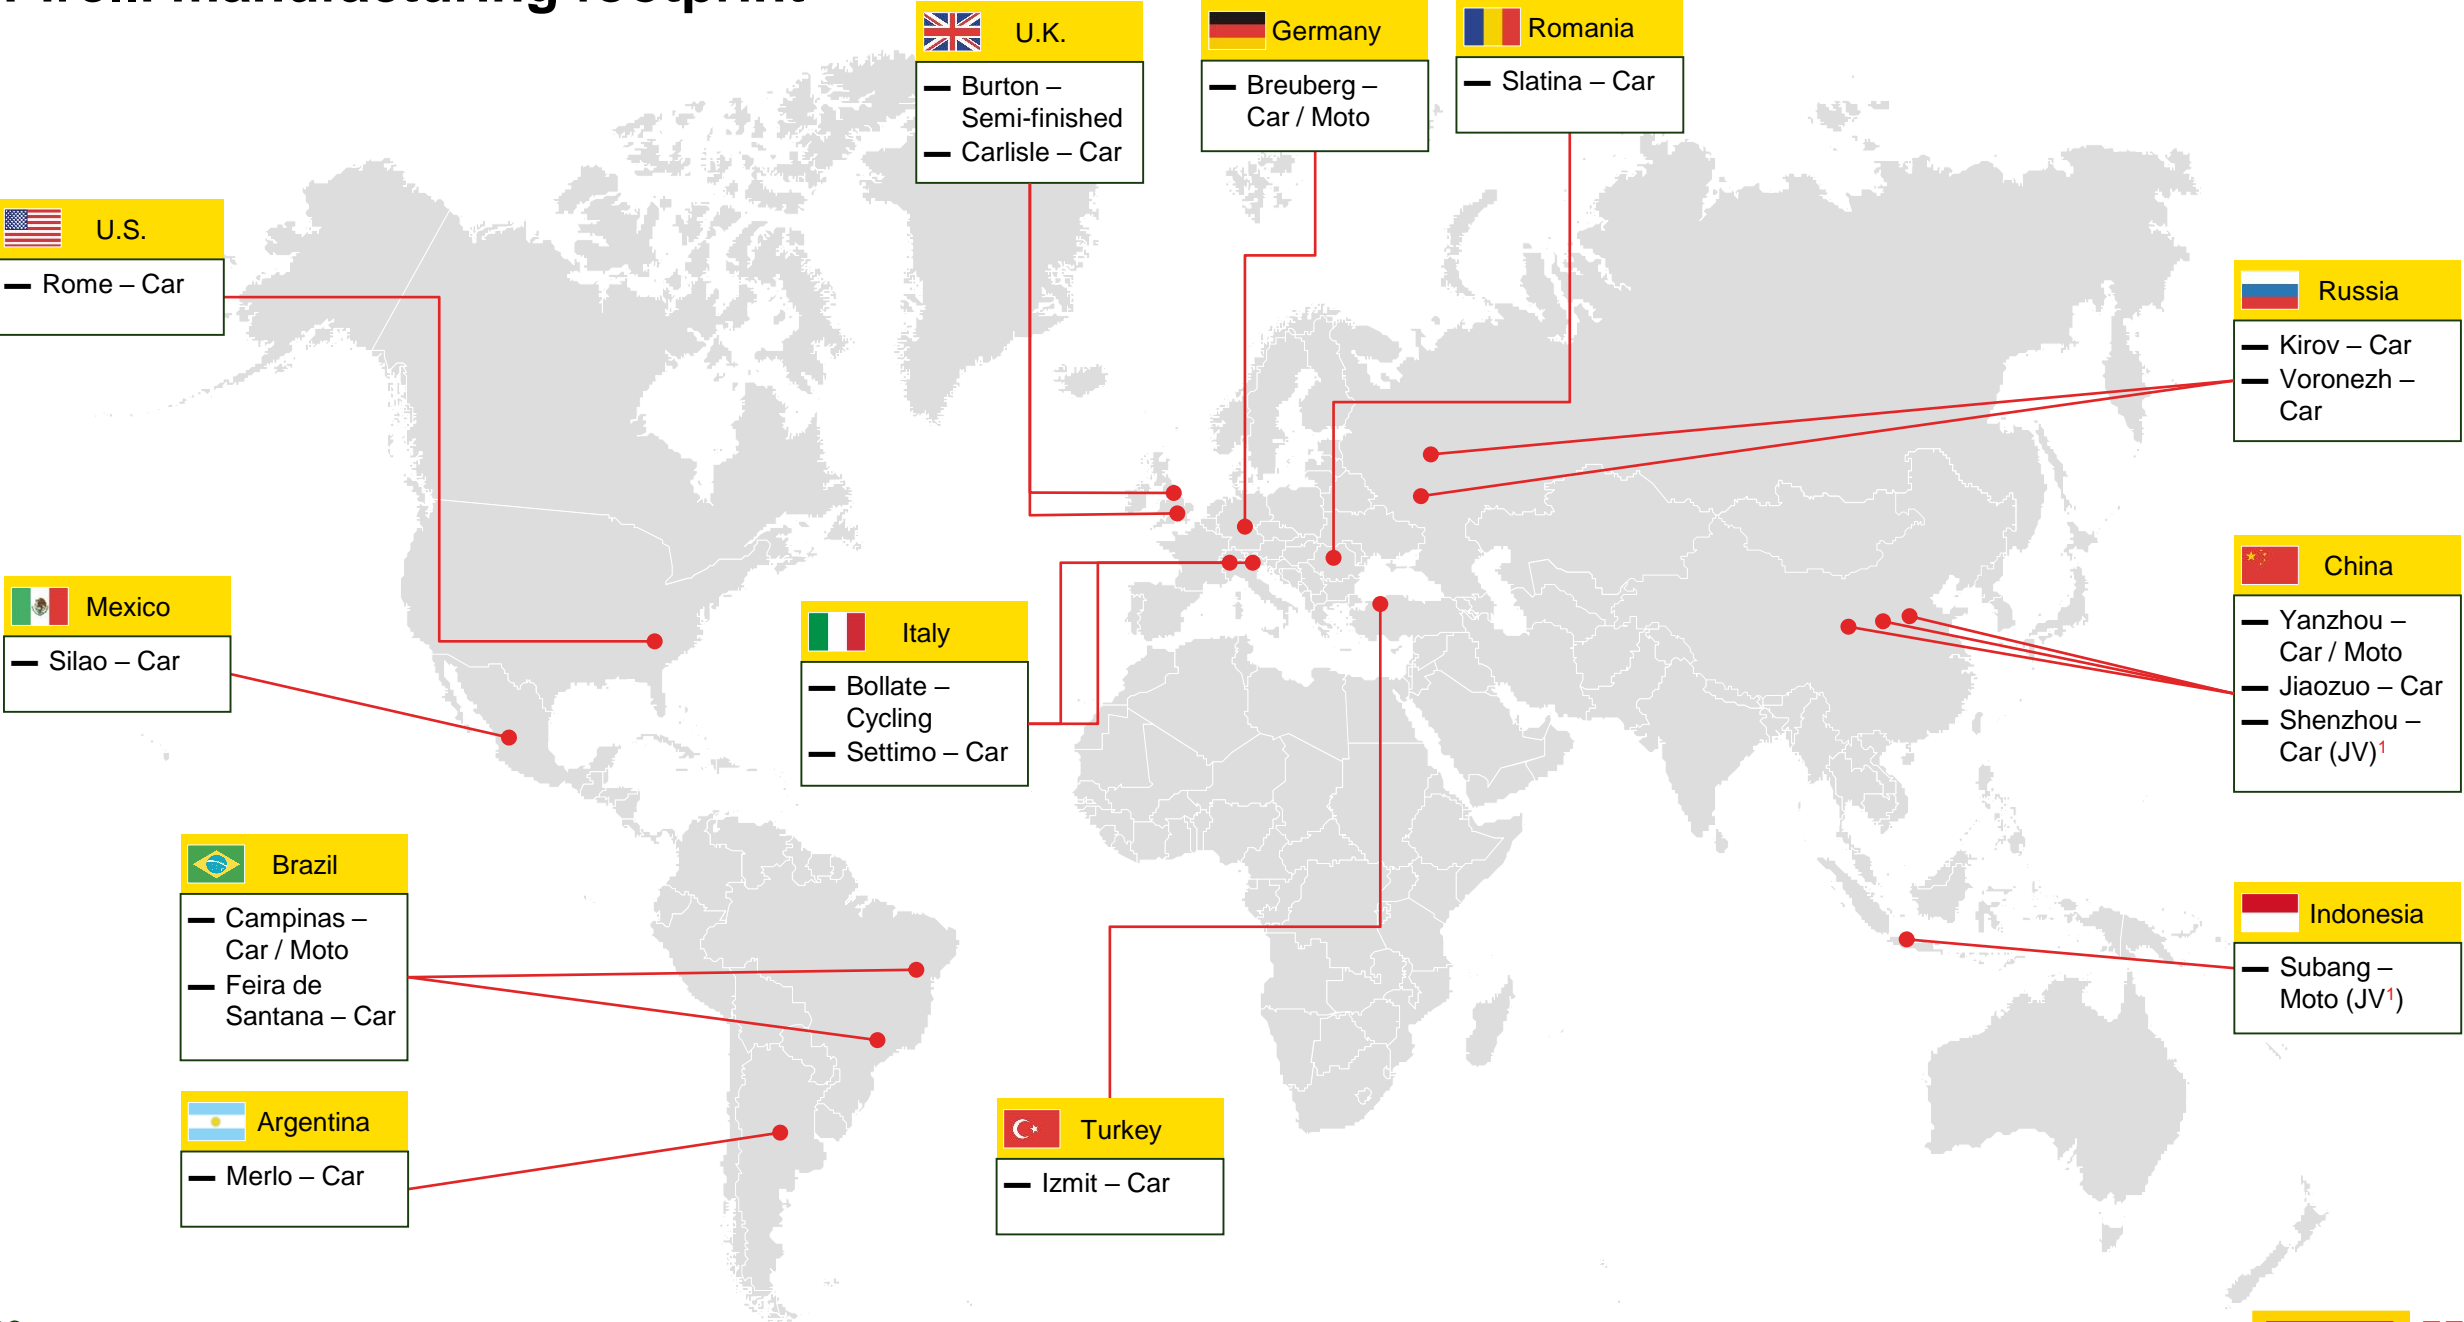 manufacturing footprint
U.K.
— Burton –
Semi-finished
— Carlisle – Car
Germany
— Breuberg –
Car / Moto
Romania
— Slatina – Car
U.S.
— Rome – Car
Russia
— Kirov – Car
— Voronezh –
Car
Mexico
— Silao – Car
Italy
— Bollate –
Cycling
— Settimo – Car
China
— Yanzhou –
Car / Moto
— Jiaozuo – Car
— Shenzhou –
Car (JV)¹
Brazil
— Campinas –
Car / Moto
— Feira de
Santana – Car
Indonesia
— Subang –
Moto (JV¹)
Argentina
— Merlo – Car
Turkey
— Izmit – Car